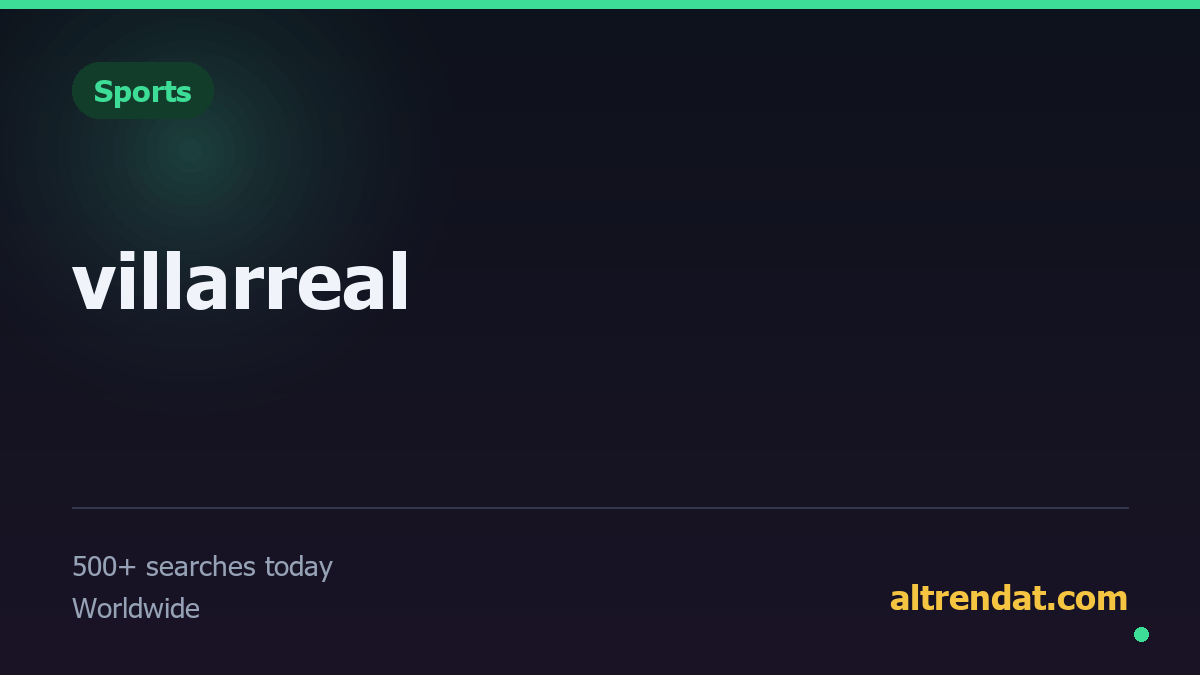 Sports
villarreal
500+ searches today
Worldwide
altrendat.com